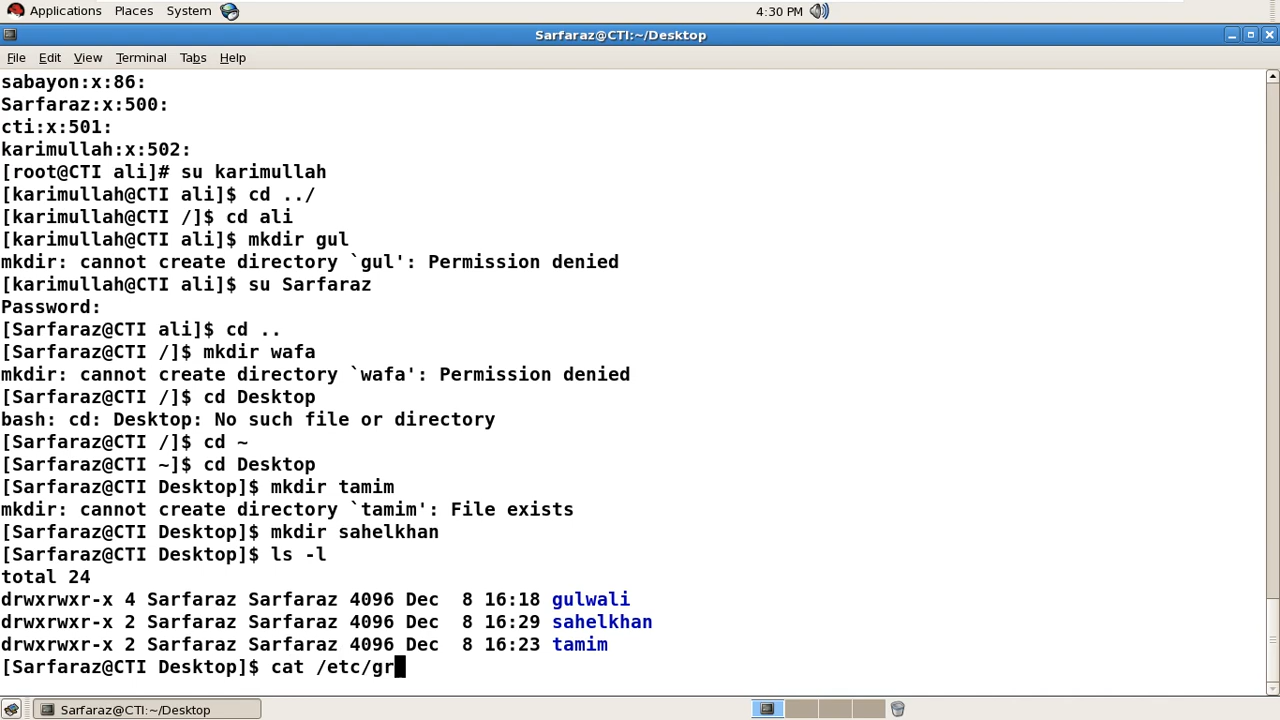 Applications Places System 4:30 PM
Sarfaraz@CTI:~/Desktop
File Edit View Terminal Tabs Help
sabayon:x:86:
Sarfaraz:x:500:
cti:x:501:
karimullah:x:502:
[root@CTI ali]# su karimullah
[karimullah@CTI ali]$ cd ../
[karimullah@CTI /]$ cd ali
[karimullah@CTI ali]$ mkdir gul
mkdir: cannot create directory `gul': Permission denied
[karimullah@CTI ali]$ su Sarfaraz
Password:
[Sarfaraz@CTI ali]$ cd ..
[Sarfaraz@CTI /]$ mkdir wafa
mkdir: cannot create directory `wafa': Permission denied
[Sarfaraz@CTI /]$ cd Desktop
bash: cd: Desktop: No such file or directory
[Sarfaraz@CTI /]$ cd ~
[Sarfaraz@CTI ~]$ cd Desktop
[Sarfaraz@CTI Desktop]$ mkdir tamim
mkdir: cannot create directory `tamim': File exists
[Sarfaraz@CTI Desktop]$ mkdir sahelkhan
[Sarfaraz@CTI Desktop]$ ls -l
total 24
drwxrwxr-x 4 Sarfaraz Sarfaraz 4096 Dec  8 16:18 gulwali
drwxrwxr-x 2 Sarfaraz Sarfaraz 4096 Dec  8 16:29 sahelkhan
drwxrwxr-x 2 Sarfaraz Sarfaraz 4096 Dec  8 16:23 tamim
[Sarfaraz@CTI Desktop]$ cat /etc/gr
Sarfaraz@CTI:~/Desktop